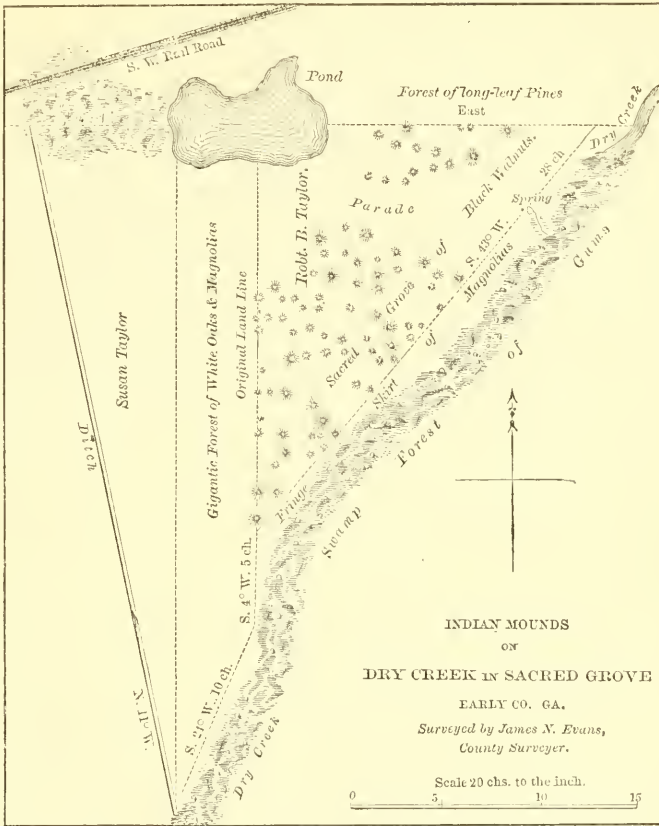 S. W. Rail Road
Pond
Forest of long-leaf Pines
East
Dry Creek
Black Walnuts.
28 ch
Spring
Parade
Robt. B. Taylor.
S. 43° W.
Sacred Grove of Magnolias
Fringe Skirt of
Swamp Forest of Gums
Susan Taylor
Gigantic Forest of White Oaks & Magnolias
Original Land Line
Ditch
S. 4° W. 5 ch.
S. 21° W. 10 ch.
Dry Creek
INDIAN MOUNDS
ON
DRY CREEK IN SACRED GROVE
EARLY CO. GA.
Surveyed by James N. Evans,
County Surveyer.
Scale 20 chs. to the inch.
0 5 10 15